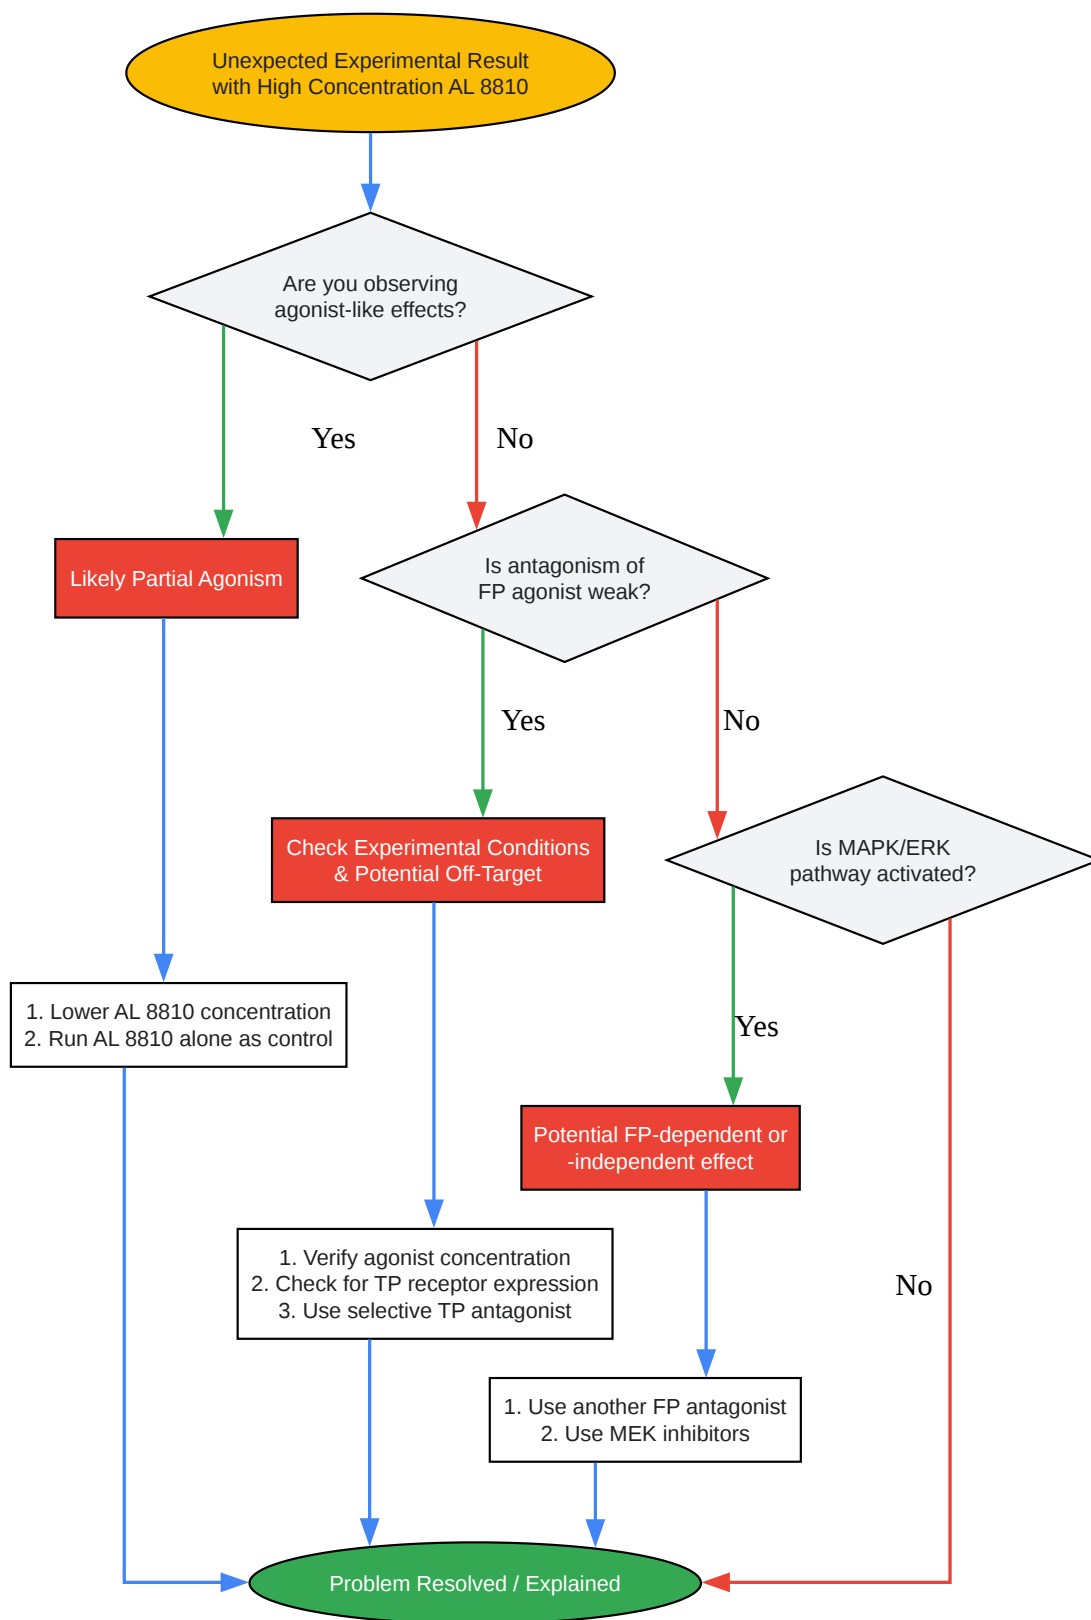 Unexpected Experimental Result
with High Concentration AL 8810
Are you observing
agonist-like effects?
Yes
No
Likely Partial Agonism
Is antagonism of
FP agonist weak?
Yes
No
Check Experimental Conditions
& Potential Off-Target
Is MAPK/ERK
pathway activated?
1. Lower AL 8810 concentration
2. Run AL 8810 alone as control
Yes
Potential FP-dependent or
-independent effect
1. Verify agonist concentration
2. Check for TP receptor expression
3. Use selective TP antagonist
No
1. Use another FP antagonist
2. Use MEK inhibitors
Problem Resolved / Explained